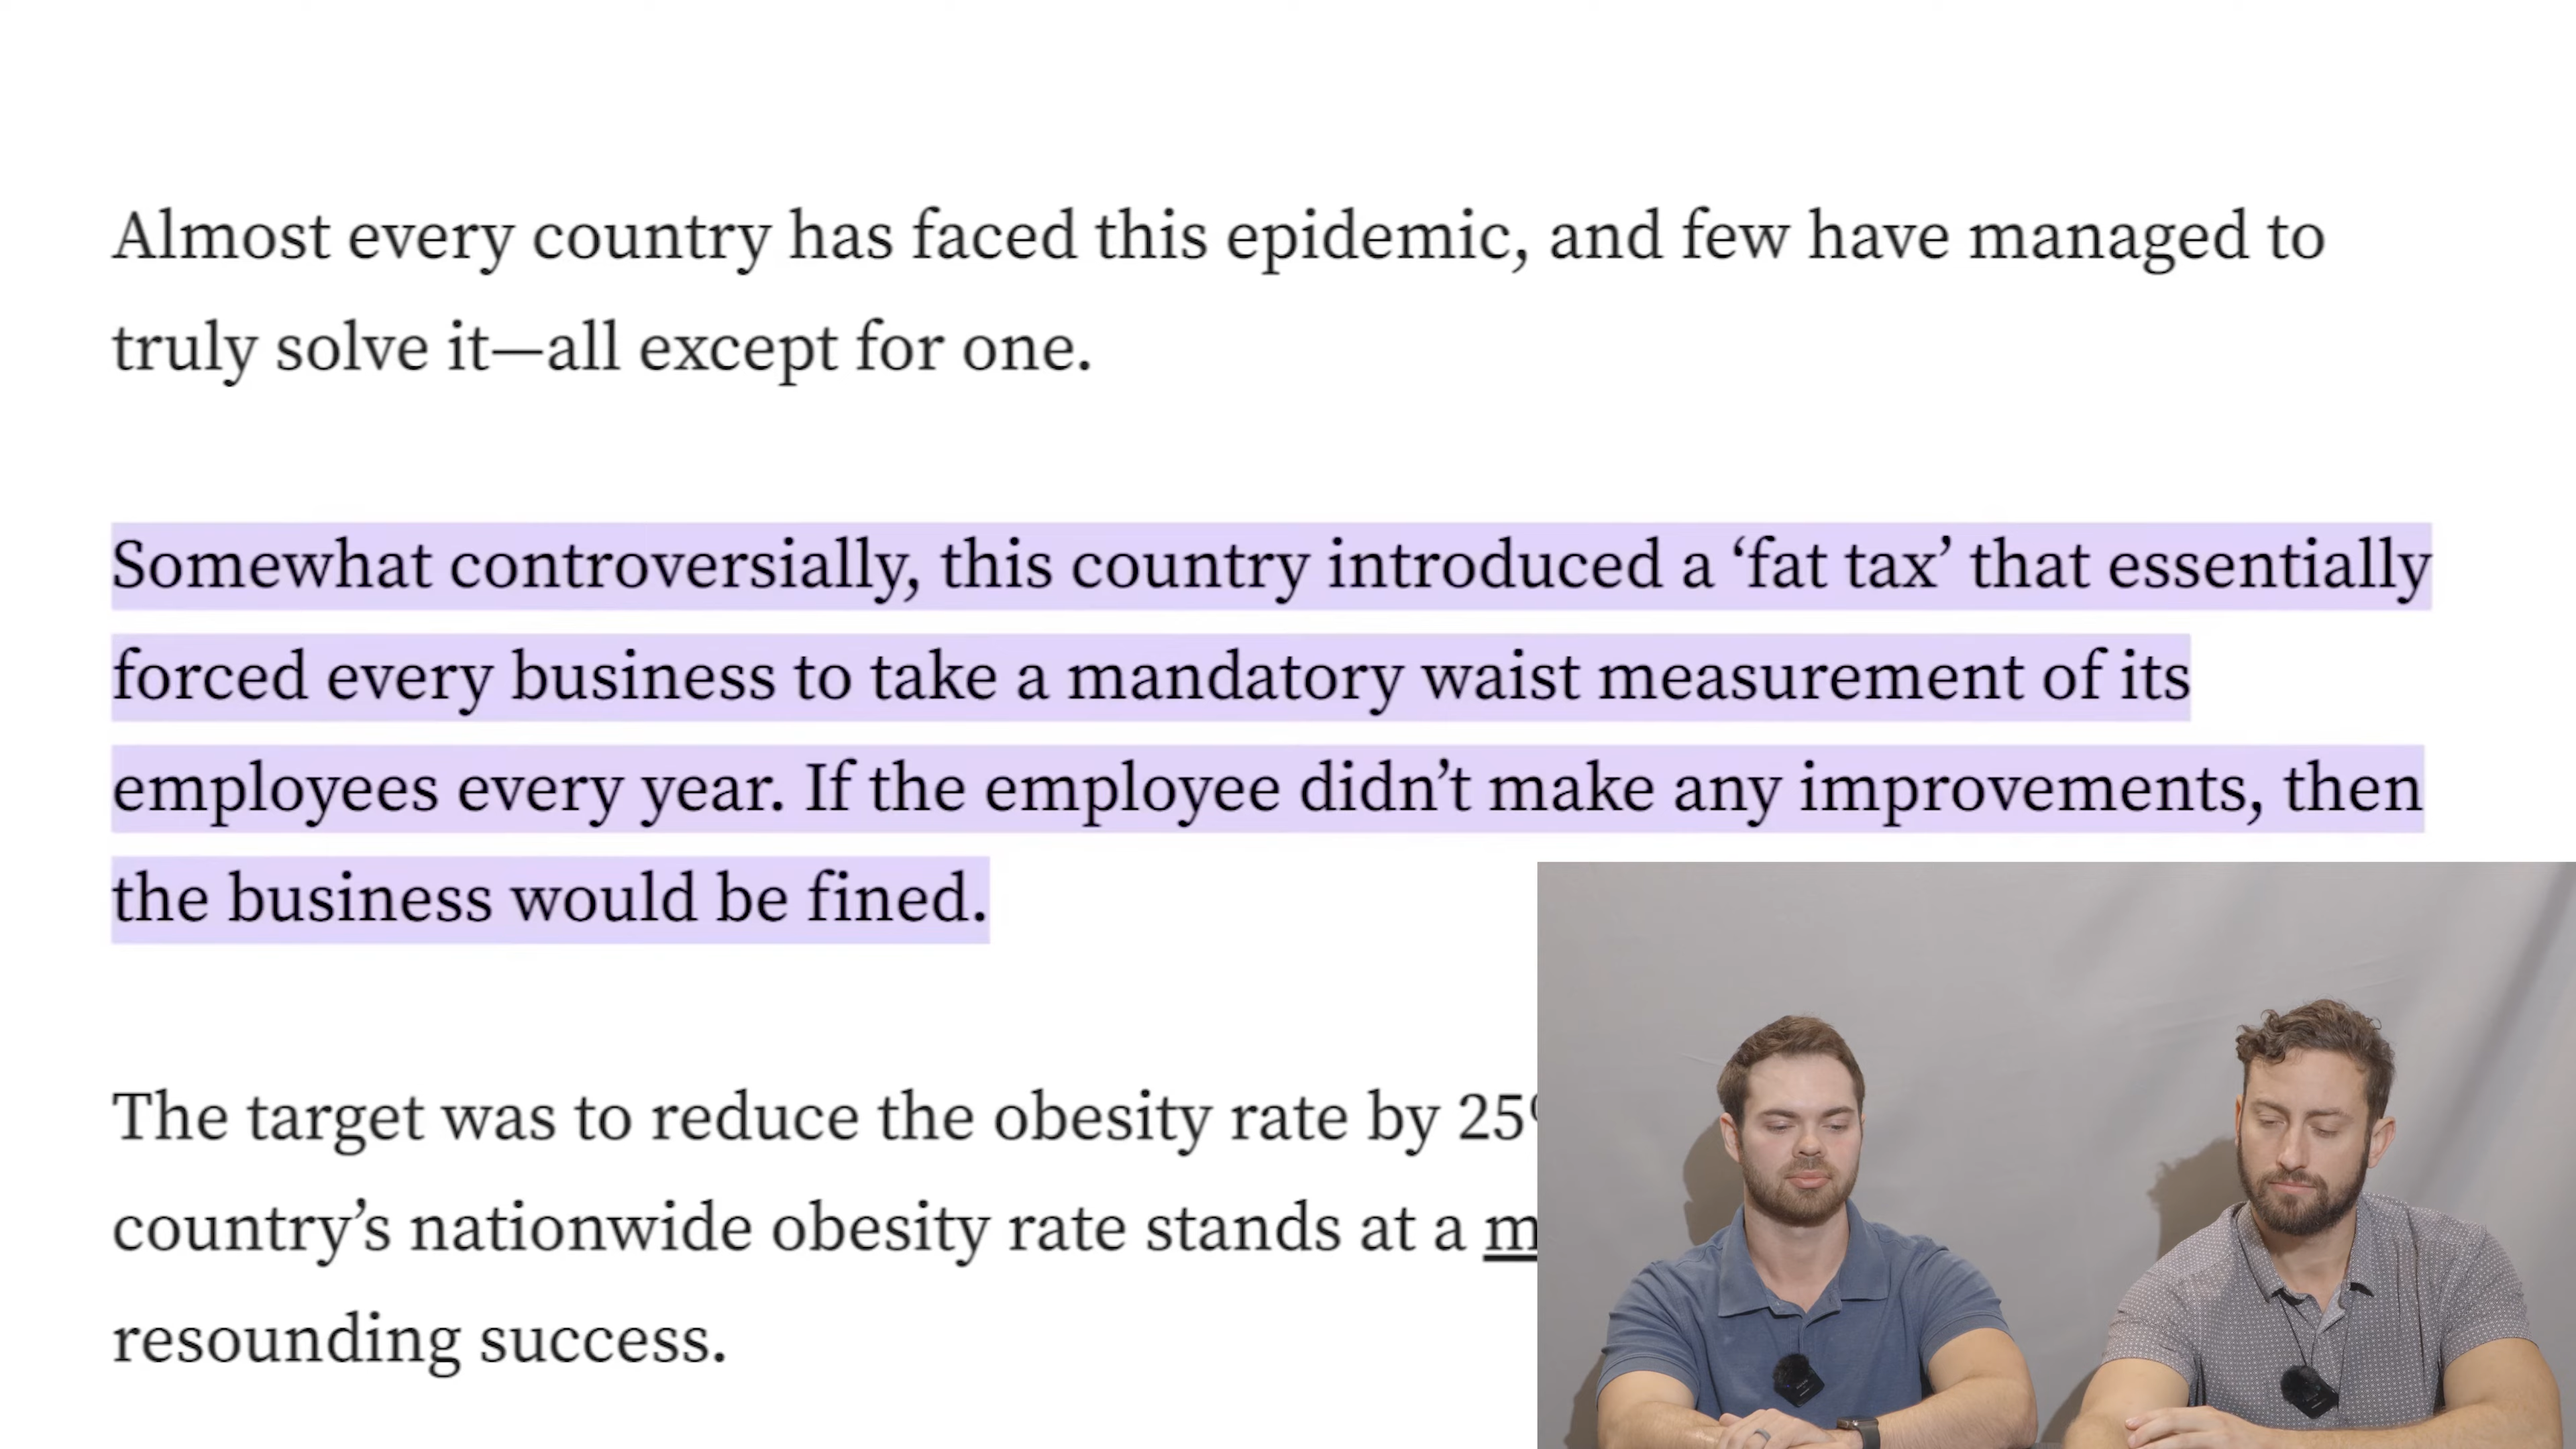 Almost every country has faced this epidemic, and few have managed to
truly solve it—all except for one.
Somewhat controversially, this country introduced a ‘fat tax’ that essentially
forced every business to take a mandatory waist measurement of its
employees every year. If the employee didn’t make any improvements, then
the business would be fined.
The target was to reduce the obesity rate by 25
country’s nationwide obesity rate stands at a
resounding success.